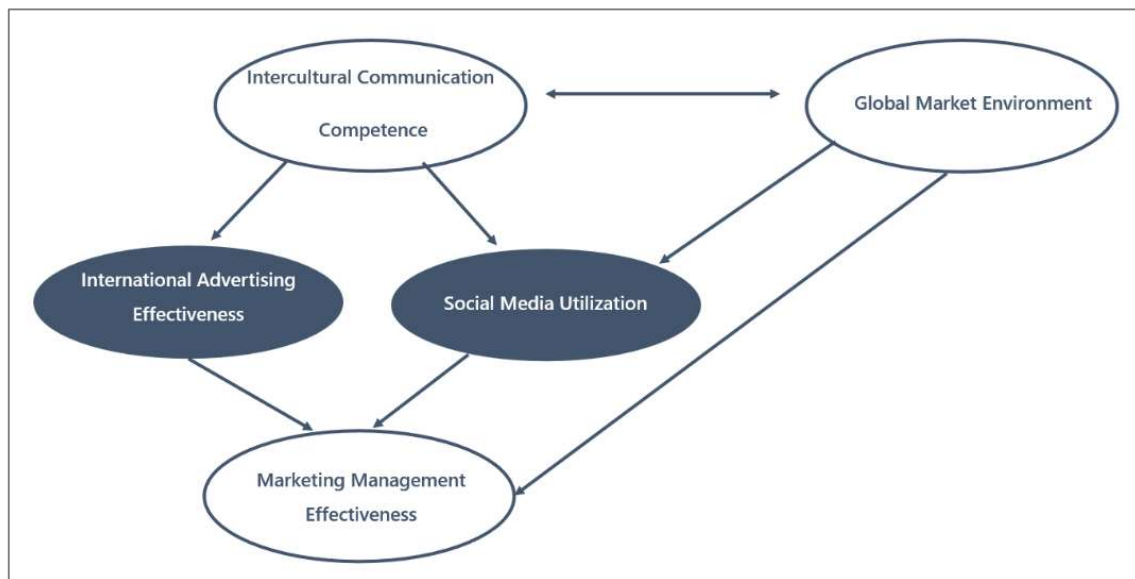 Intercultural Communication
Competence
Global Market Environment
International Advertising
Effectiveness
Social Media Utilization
Marketing Management
Effectiveness